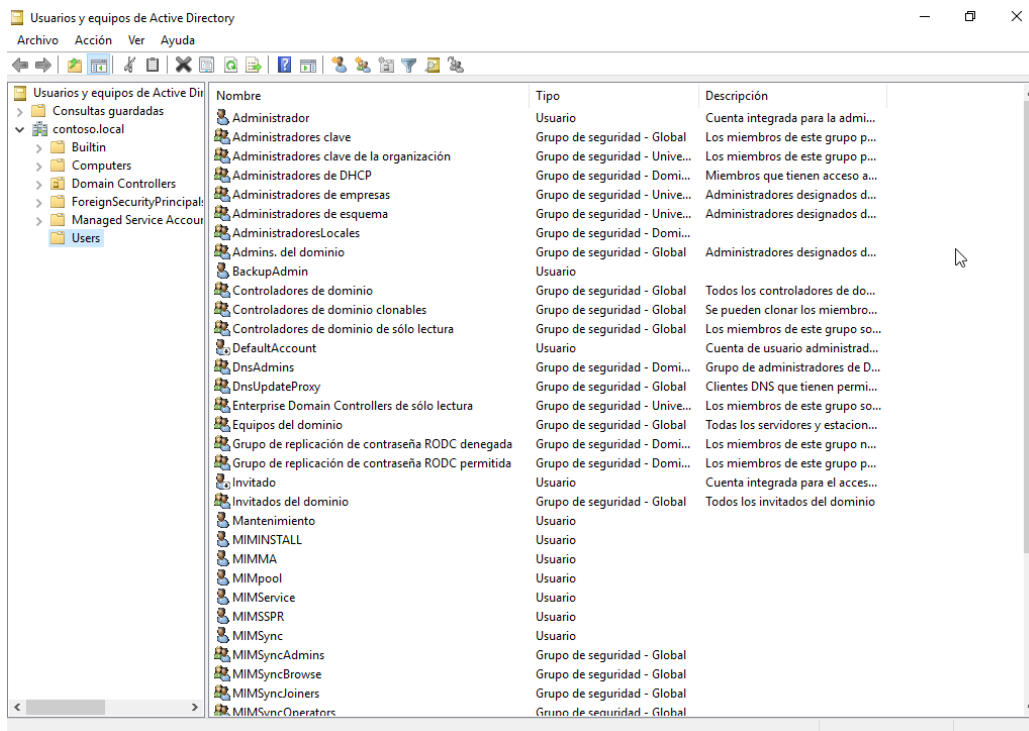 Usuarios y equipos de Active Directory
Archivo Acción Ver Ayuda
Usuarios y equipos de Active Dir
Consultas guardadas
contoso.local
Builtin
Computers
Domain Controllers
ForeignSecurityPrincipals
Managed Service Accour
Users
Nombre Tipo Descripción
Administrador Usuario Cuenta integrada para la admi...
Administradores clave Grupo de seguridad - Global Los miembros de este grupo p...
Administradores clave de la organización Grupo de seguridad - Unive... Los miembros de este grupo p...
Administradores de DHCP Grupo de seguridad - Domi... Miembros que tienen acceso a...
Administradores de empresas Grupo de seguridad - Unive... Administradores designados d...
Administradores de esquema Grupo de seguridad - Unive... Administradores designados d...
AdministradoresLocales Grupo de seguridad - Domi...
Admins. del dominio Grupo de seguridad - Global Administradores designados d...
BackupAdmin Usuario
Controladores de dominio Grupo de seguridad - Global Todos los controladores de do...
Controladores de dominio clonables Grupo de seguridad - Global Se pueden clonar los miembro...
Controladores de dominio de sólo lectura Grupo de seguridad - Global Los miembros de este grupo so...
DefaultAccount Usuario Cuenta de usuario administrad...
DnsAdmins Grupo de seguridad - Domi... Grupo de administradores de D...
DnsUpdateProxy Grupo de seguridad - Global Clientes DNS que tienen permi...
Enterprise Domain Controllers de sólo lectura Grupo de seguridad - Unive... Los miembros de este grupo so...
Equipos del dominio Grupo de seguridad - Global Todas los servidores y estacion...
Grupo de replicación de contraseña RODC denegada Grupo de seguridad - Domi... Los miembros de este grupo n...
Grupo de replicación de contraseña RODC permitida Grupo de seguridad - Domi... Los miembros de este grupo p...
Invitado Usuario Cuenta integrada para el acces...
Invitados del dominio Grupo de seguridad - Global Todos los invitados del dominio
Mantenimiento Usuario
MIMINSTALL Usuario
MIMMA Usuario
MIMpool Usuario
MIMService Usuario
MIMSSPR Usuario
MIMSync Usuario
MIMSyncAdmins Grupo de seguridad - Global
MIMSyncBrowse Grupo de seguridad - Global
MIMSyncJoiners Grupo de seguridad - Global
MIMSyncOperators Grupo de seguridad - Global